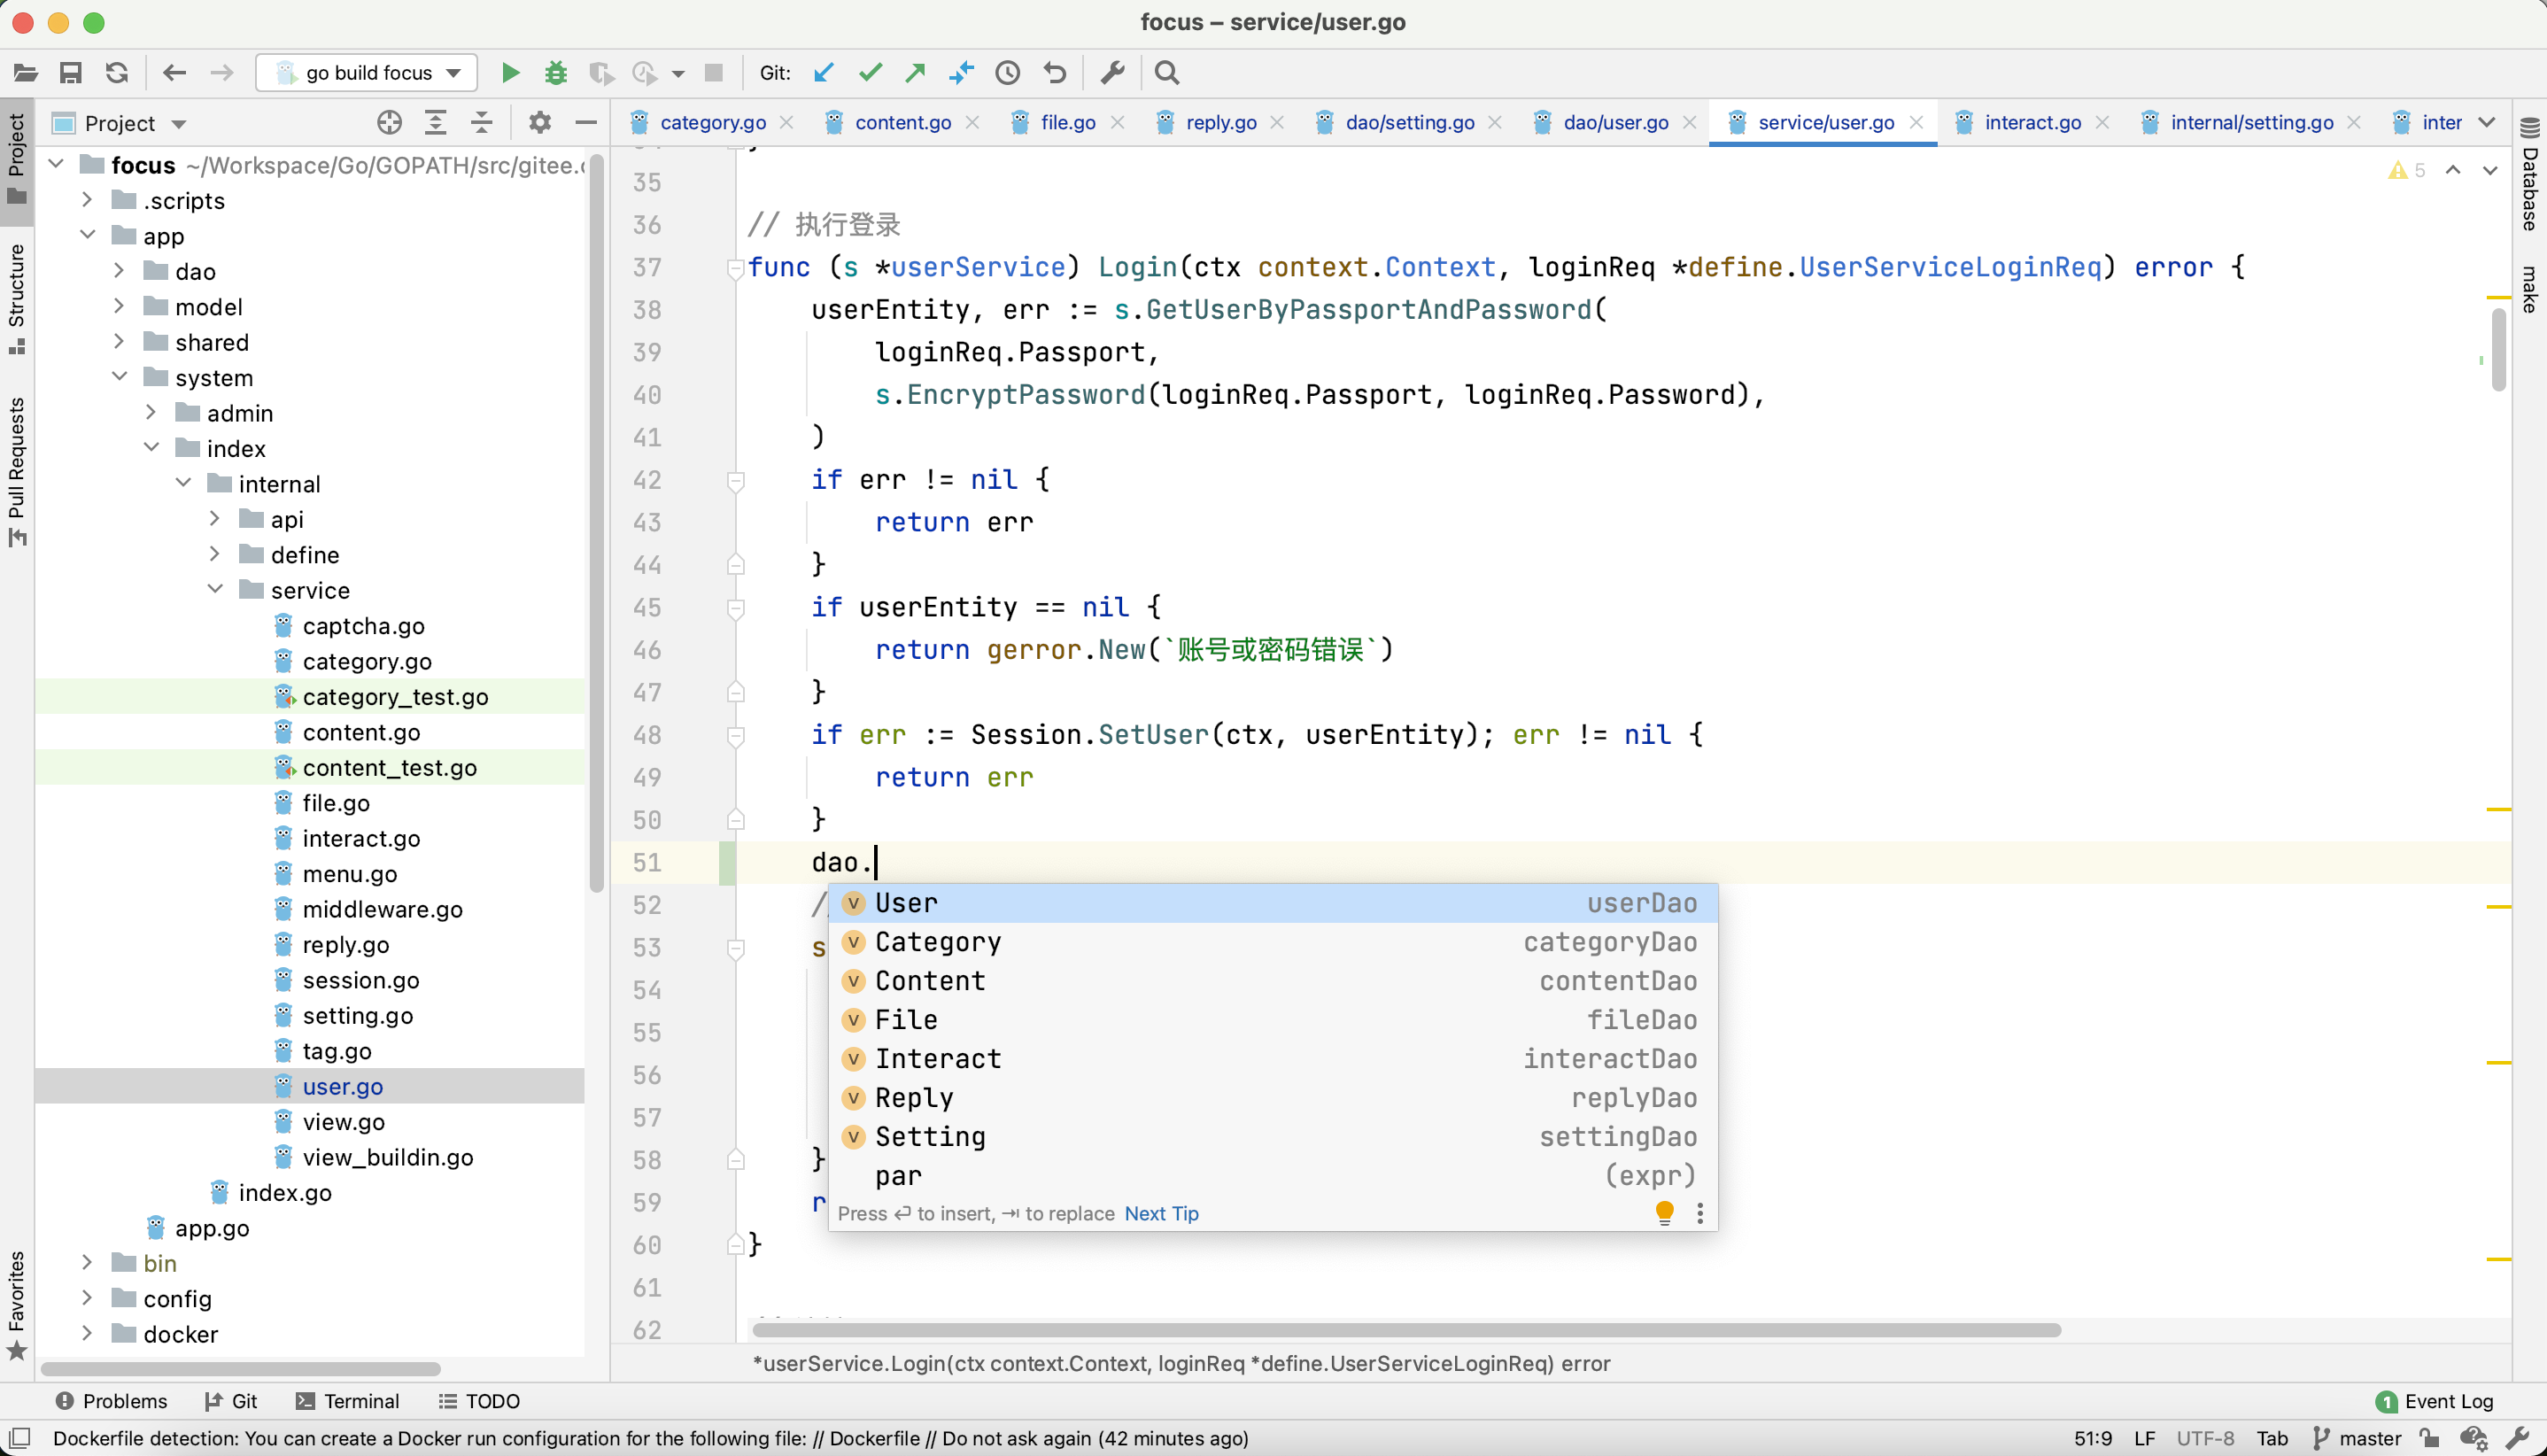 focus – service/user.go
go build focus
Git:
Project
category.go
content.go
file.go
reply.go
dao/setting.go
dao/user.go
service/user.go
interact.go
internal/setting.go
inter
Project
Structure
Pull Requests
Favorites
focus ~/Workspace/Go/GOPATH/src/gitee.
.scripts
app
dao
model
shared
system
admin
index
internal
api
define
service
captcha.go
category.go
category_test.go
content.go
content_test.go
file.go
interact.go
menu.go
middleware.go
reply.go
session.go
setting.go
tag.go
user.go
view.go
view_buildin.go
index.go
app.go
bin
config
docker
5
35
36 // 执行登录
37 func (s *userService) Login(ctx context.Context, loginReq *define.UserServiceLoginReq) error {
38 userEntity, err := s.GetUserByPassportAndPassword(
39 loginReq.Passport,
40 s.EncryptPassword(loginReq.Passport, loginReq.Password),
41 )
42 if err != nil {
43 return err
44 }
45 if userEntity == nil {
46 return gerror.New(`账号或密码错误`)
47 }
48 if err := Session.SetUser(ctx, userEntity); err != nil {
49 return err
50 }
51 dao.
52 /
53 s
54
55
56
57
58 }
59 r
60 }
61
62
v User userDao
v Category categoryDao
v Content contentDao
v File fileDao
v Interact interactDao
v Reply replyDao
v Setting settingDao
par (expr)
Press ↩ to insert, ⇥ to replace Next Tip
*userService.Login(ctx context.Context, loginReq *define.UserServiceLoginReq) error
Database
make
Problems
Git
Terminal
TODO
1 Event Log
Dockerfile detection: You can create a Docker run configuration for the following file: // Dockerfile // Do not ask again (42 minutes ago)
51:9 LF UTF-8 Tab master